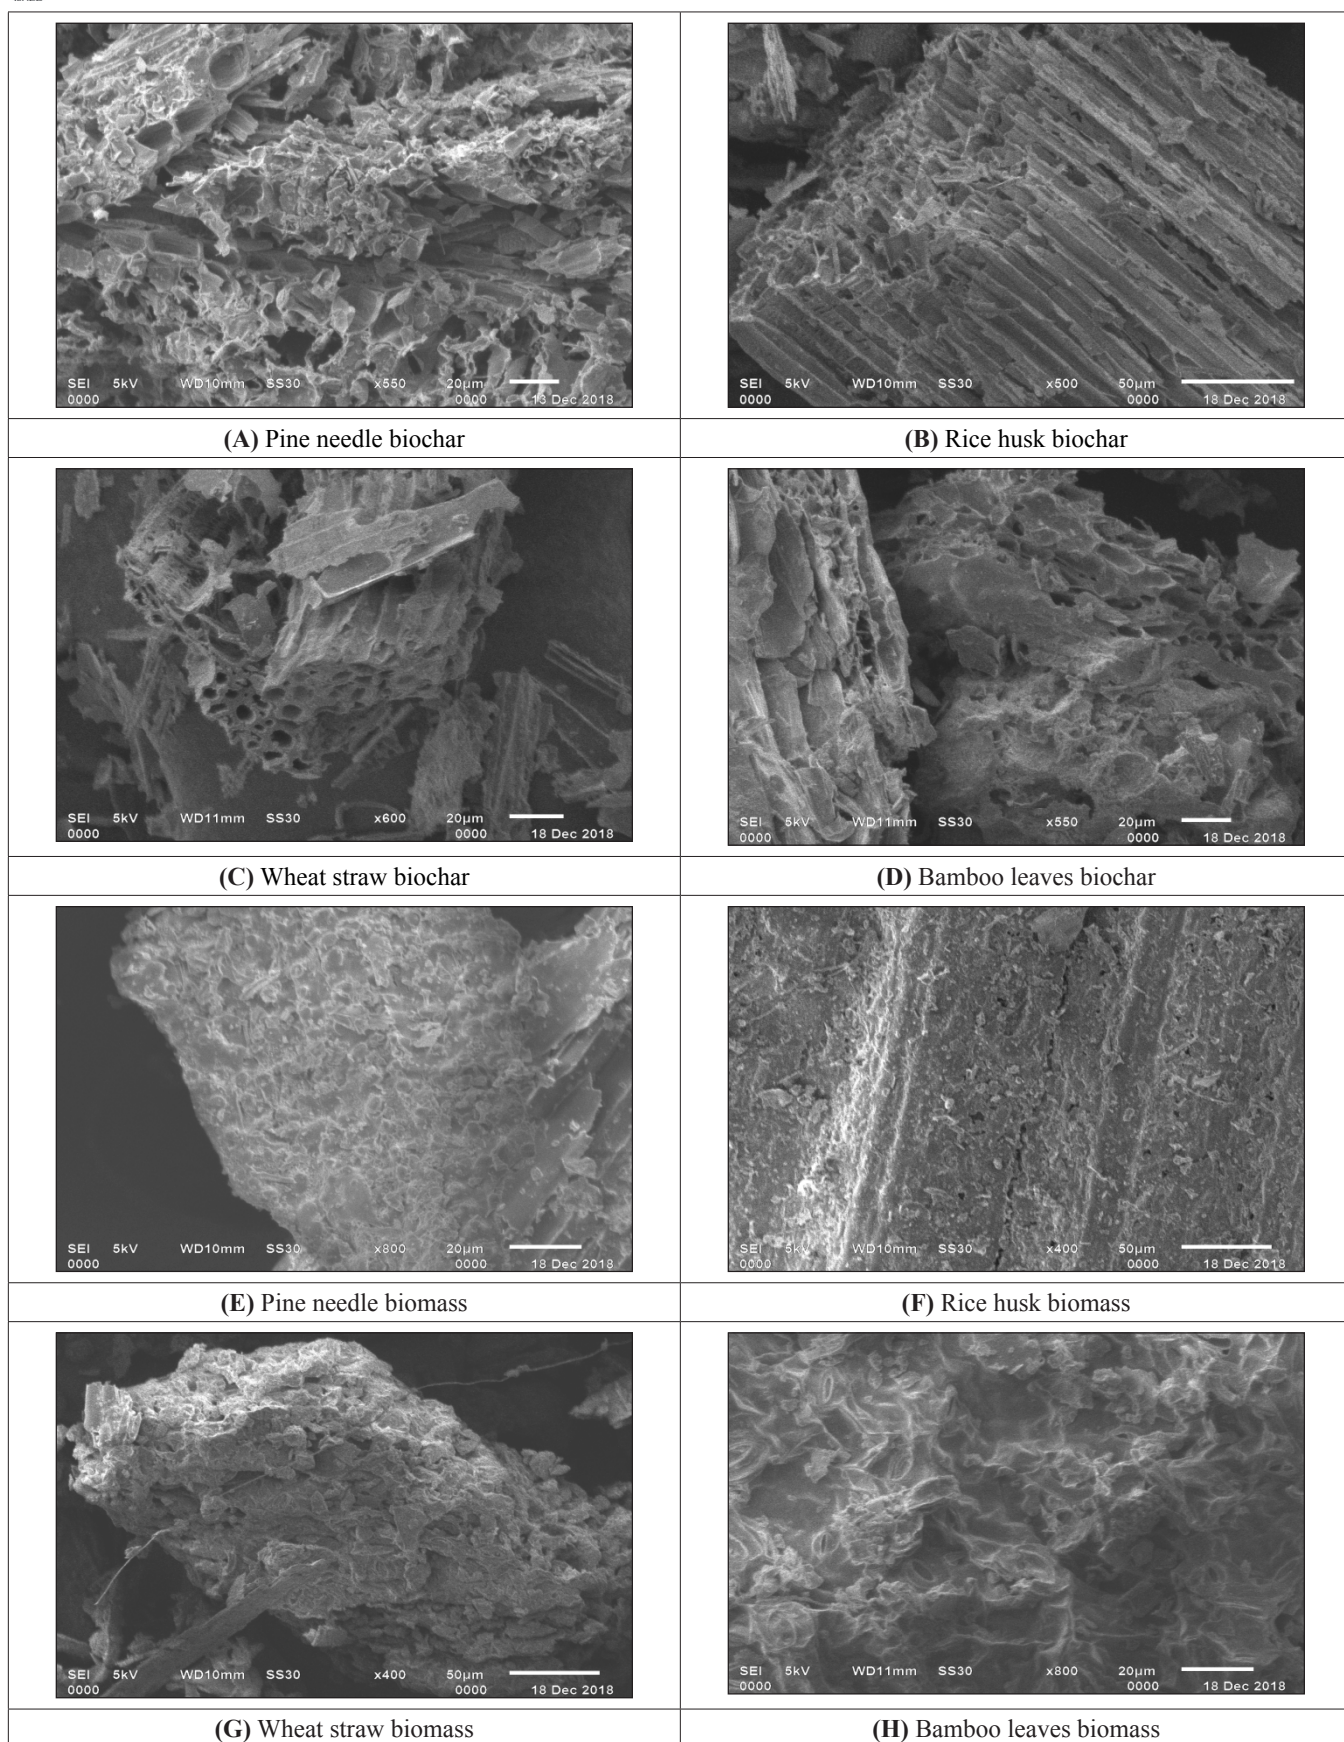 SEI 5kV WD10mm SS30 x550 20µm
0000 0000 13 Dec 2018
SEI 5kV WD10mm SS30 x500 50µm
0000 0000 18 Dec 2018
(A) Pine needle biochar
(B) Rice husk biochar
SEI 5kV WD11mm SS30 x600 20µm
0000 0000 18 Dec 2018
SEI 5kV WD11mm SS30 x550 20µm
0000 0000 18 Dec 2018
(C) Wheat straw biochar
(D) Bamboo leaves biochar
SEI 5kV WD10mm SS30 x800 20µm
0000 0000 18 Dec 2018
SEI 5kV WD10mm SS30 x400 50µm
0000 0000 18 Dec 2018
(E) Pine needle biomass
(F) Rice husk biomass
SEI 5kV WD10mm SS30 x400 50µm
0000 0000 18 Dec 2018
SEI 5kV WD11mm SS30 x800 20µm
0000 0000 18 Dec 2018
(G) Wheat straw biomass
(H) Bamboo leaves biomass